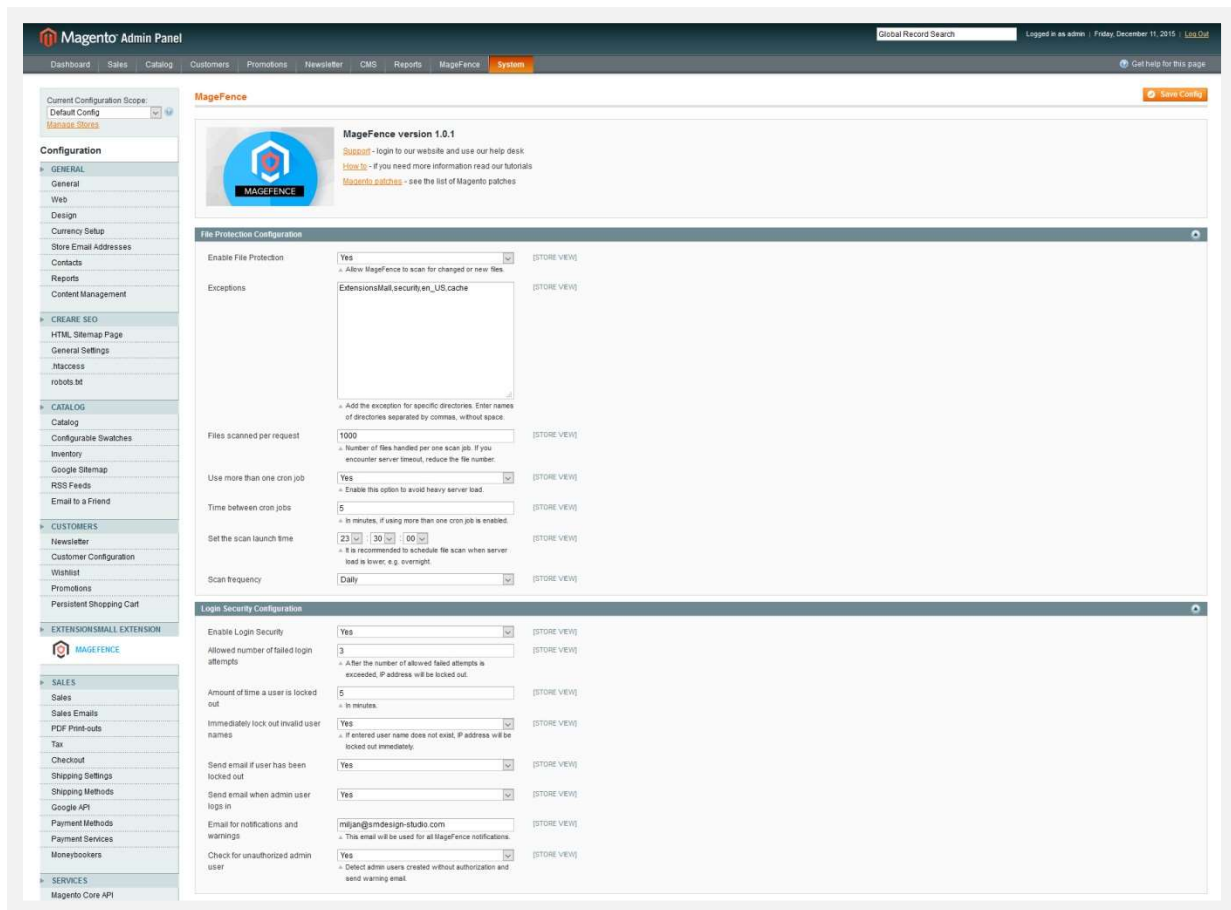 Magento Admin Panel
Global Record Search
Logged in as admin | Friday, December 11, 2015 | Log Out
Dashboard Sales Catalog Customers Promotions Newsletter CMS Reports MageFence System
Get help for this page
Current Configuration Scope:
Default Config
Manage Stores
Configuration
GENERAL
General
Web
Design
Currency Setup
Store Email Addresses
Contacts
Reports
Content Management
CREARE SEO
HTML Sitemap Page
General Settings
.htaccess
robots.txt
CATALOG
Catalog
Configurable Swatches
Inventory
Google Sitemap
RSS Feeds
Email to a Friend
CUSTOMERS
Newsletter
Customer Configuration
Wishlist
Promotions
Persistent Shopping Cart
EXTENSIONSMALL EXTENSION
MAGEFENCE
SALES
Sales
Sales Emails
PDF Print-outs
Tax
Checkout
Shipping Settings
Shipping Methods
Google API
Payment Methods
Payment Services
Moneybookers
SERVICES
Magento Core API
MageFence
Save Config
MAGEFENCE
MageFence version 1.0.1
Support - login to our website and use our help desk
How to - if you need more information read our tutorials
Magento patches - see the list of Magento patches
File Protection Configuration
Enable File Protection Yes [STORE VIEW]
Allow MageFence to scan for changed or new files.
Exceptions ExtensionsMall,security,en_US,cache [STORE VIEW]
Add the exception for specific directories. Enter names
of directories separated by commas, without space.
Files scanned per request 1000 [STORE VIEW]
Number of files handled per one scan job. If you
encounter server timeout, reduce the file number.
Use more than one cron job Yes [STORE VIEW]
Enable this option to avoid heavy server load.
Time between cron jobs 5 [STORE VIEW]
In minutes, if using more than one cron job is enabled.
Set the scan launch time 23 : 30 : 00 [STORE VIEW]
It is recommended to schedule file scan when server
load is lower, e.g. overnight.
Scan frequency Daily [STORE VIEW]
Login Security Configuration
Enable Login Security Yes [STORE VIEW]
Allowed number of failed login 3 [STORE VIEW]
attempts
After the number of allowed failed attempts is
exceeded, IP address will be locked out.
Amount of time a user is locked 5 [STORE VIEW]
out
In minutes.
Immediately lock out invalid user Yes [STORE VIEW]
names
If entered user name does not exist, IP address will be
locked out immediately.
Send email if user has been Yes [STORE VIEW]
locked out
Send email when admin user Yes [STORE VIEW]
logs in
Email for notifications and miljan@smdesign-studio.com [STORE VIEW]
warnings
This email will be used for all MageFence notifications.
Check for unauthorized admin Yes [STORE VIEW]
user
Detect admin users created without authorization and
send warning email.